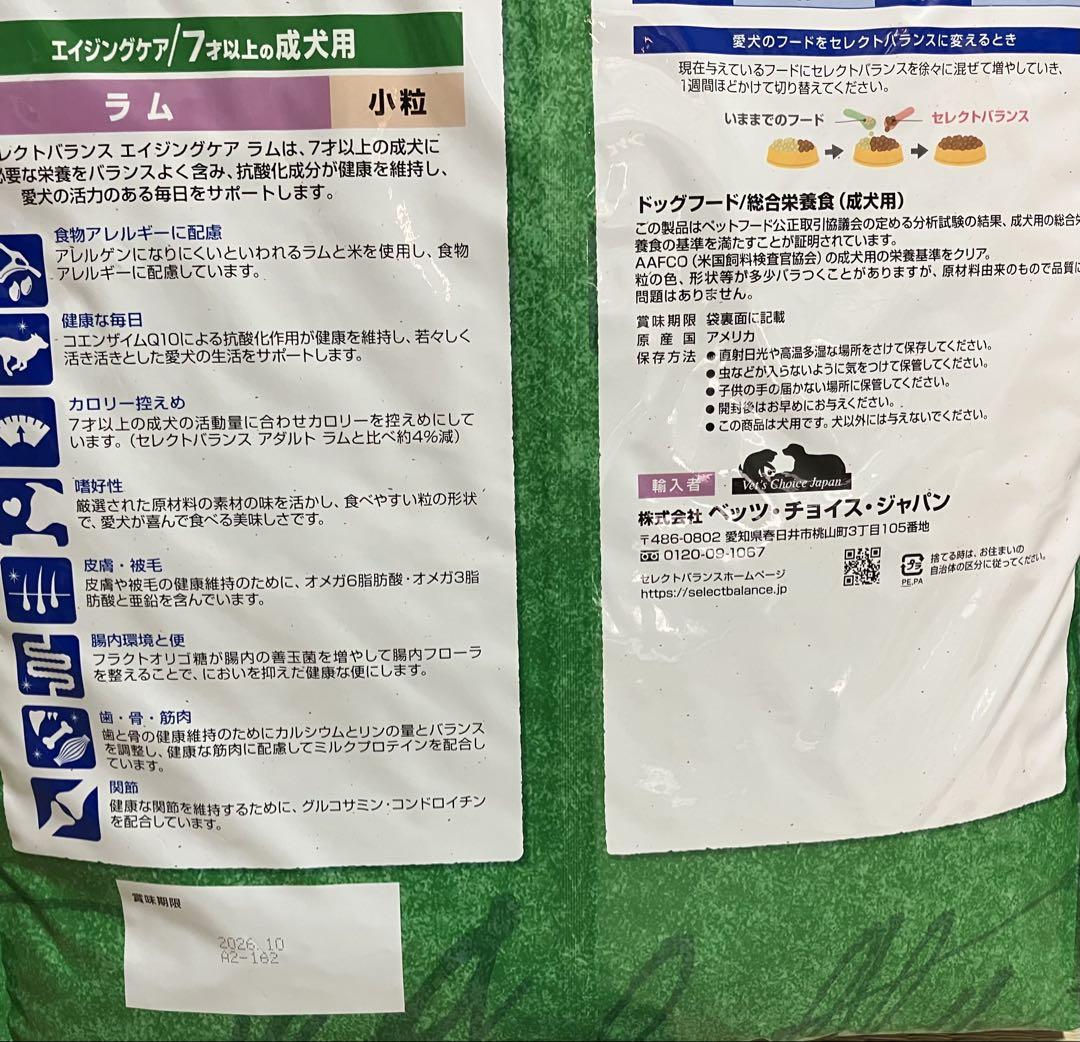 エイジングケア/7才以上の成犬用
ラム
小粒
レクトバランス エイジングケア ラムは、7才以上の成犬に
必要な栄養をバランスよく含み、抗酸化成分が健康を維持し、
愛犬の活力のある毎日をサポートします。
食物アレルギーに配慮
アレルゲンになりにくいといわれるラムと米を使用し、食物
アレルギーに配慮しています。
健康な毎日
コエンザイムQ10による抗酸化作用が健康を維持し、若々しく
活き活きとした愛犬の生活をサポートします。
カロリー控えめ
7才以上の成犬の活動量に合わせカロリーを控えめにして
います。(セレクトバランス アダルト ラムと比べ約4%減)
嗜好性
厳選された原材料の素材の味を活かし、食べやすい粒の形状
で、愛犬が喜んで食べる美味しさです。
皮膚・被毛
皮膚や被毛の健康維持のために、オメガ6脂肪酸・オメガ3脂
肪酸と亜鉛を含んでいます。
腸内環境と便
フラクトオリゴ糖が腸内の善玉菌を増やして腸内フローラ
を整えることで、においを抑えた健康な便にします。
歯・骨・筋肉
歯と骨の健康維持のためにカルシウムとリンの量とバランス
を調整し、健康な筋肉に配慮してミルクプロテインを配合し
ています。
関節
健康な関節を維持するために、グルコサミン・コンドロイチン
を配合しています。
賞味期限
2026.10
A2-182
愛犬のフードをセレクトバランスに変えるとき
現在与えているフードにセレクトバランスを徐々に混ぜて増やしていき、
1週間ほどかけて切り替えてください。
いままでのフード
セレクトバランス
ドッグフード/総合栄養食(成犬用)
この製品はペットフード公正取引協議会の定める分析試験の結果、成犬用の総合栄
養食の基準を満たすことが証明されています。
AAFCO(米国飼料検査官協会)の成犬用の栄養基準をクリア。
粒の色、形状等が多少バラつくことがありますが、原材料由来のもので品質に
問題はありません。
賞味期限 袋裏面に記載
原産国 アメリカ
保存方法 ●直射日光や高温多湿な場所をさけて保存してください。
●虫などが入らないように気をつけて保管してください。
●子供の手の届かない場所に保管してください。
●開封後はお早めにお与えください。
●この商品は犬用です。犬以外には与えないでください。
輸入者
Vet's Choice Japan
株式会社 ベッツ・チョイス・ジャパン
〒486-0802 愛知県春日井市桃山町3丁目105番地
0120-09-1067
セレクトバランスホームページ
https://selectbalance.jp
プラ
PE,PA
捨てる時は、お住まいの
自治体の区分に従ってください。